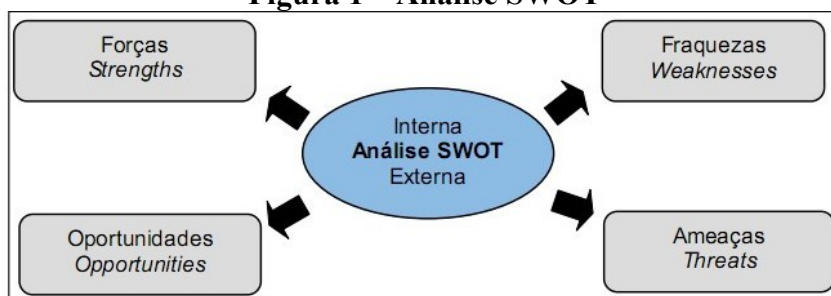 Figura 1 – Análise SWOT
Forças
Strengths
Fraquezas
Weaknesses
Interna
Análise SWOT
Externa
Oportunidades
Opportunities
Ameaças
Threats